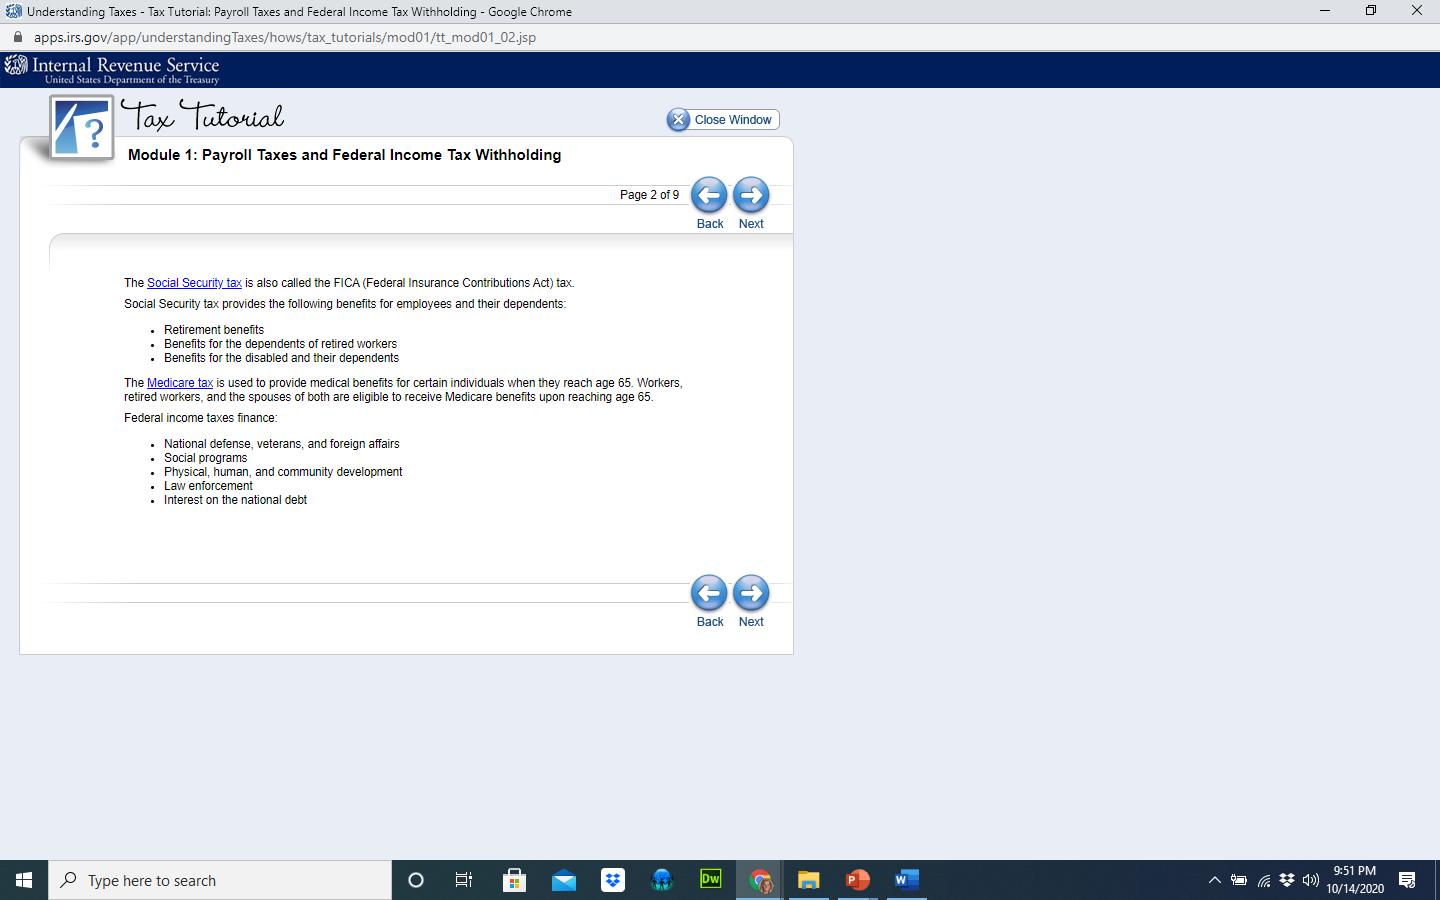 Understanding Taxes - Tax Tutorial: Payroll Taxes and Federal Income Tax Withholding - Google Chrome
apps.irs.gov/app/understandingTaxes/hows/tax_tutorials/mod01/tt_mod01_02.jsp
Internal Revenue Service
United States Department of the Treasury
Tax Tutorial
Close Window
Module 1: Payroll Taxes and Federal Income Tax Withholding
Page 2 of 9
Back Next
The Social Security tax is also called the FICA (Federal Insurance Contributions Act) tax.
Social Security tax provides the following benefits for employees and their dependents:
• Retirement benefits
• Benefits for the dependents of retired workers
• Benefits for the disabled and their dependents
The Medicare tax is used to provide medical benefits for certain individuals when they reach age 65. Workers,
retired workers, and the spouses of both are eligible to receive Medicare benefits upon reaching age 65.
Federal income taxes finance:
• National defense, veterans, and foreign affairs
• Social programs
• Physical, human, and community development
• Law enforcement
• Interest on the national debt
Back Next
Type here to search
Dw
P
W
9:51 PM
10/14/2020